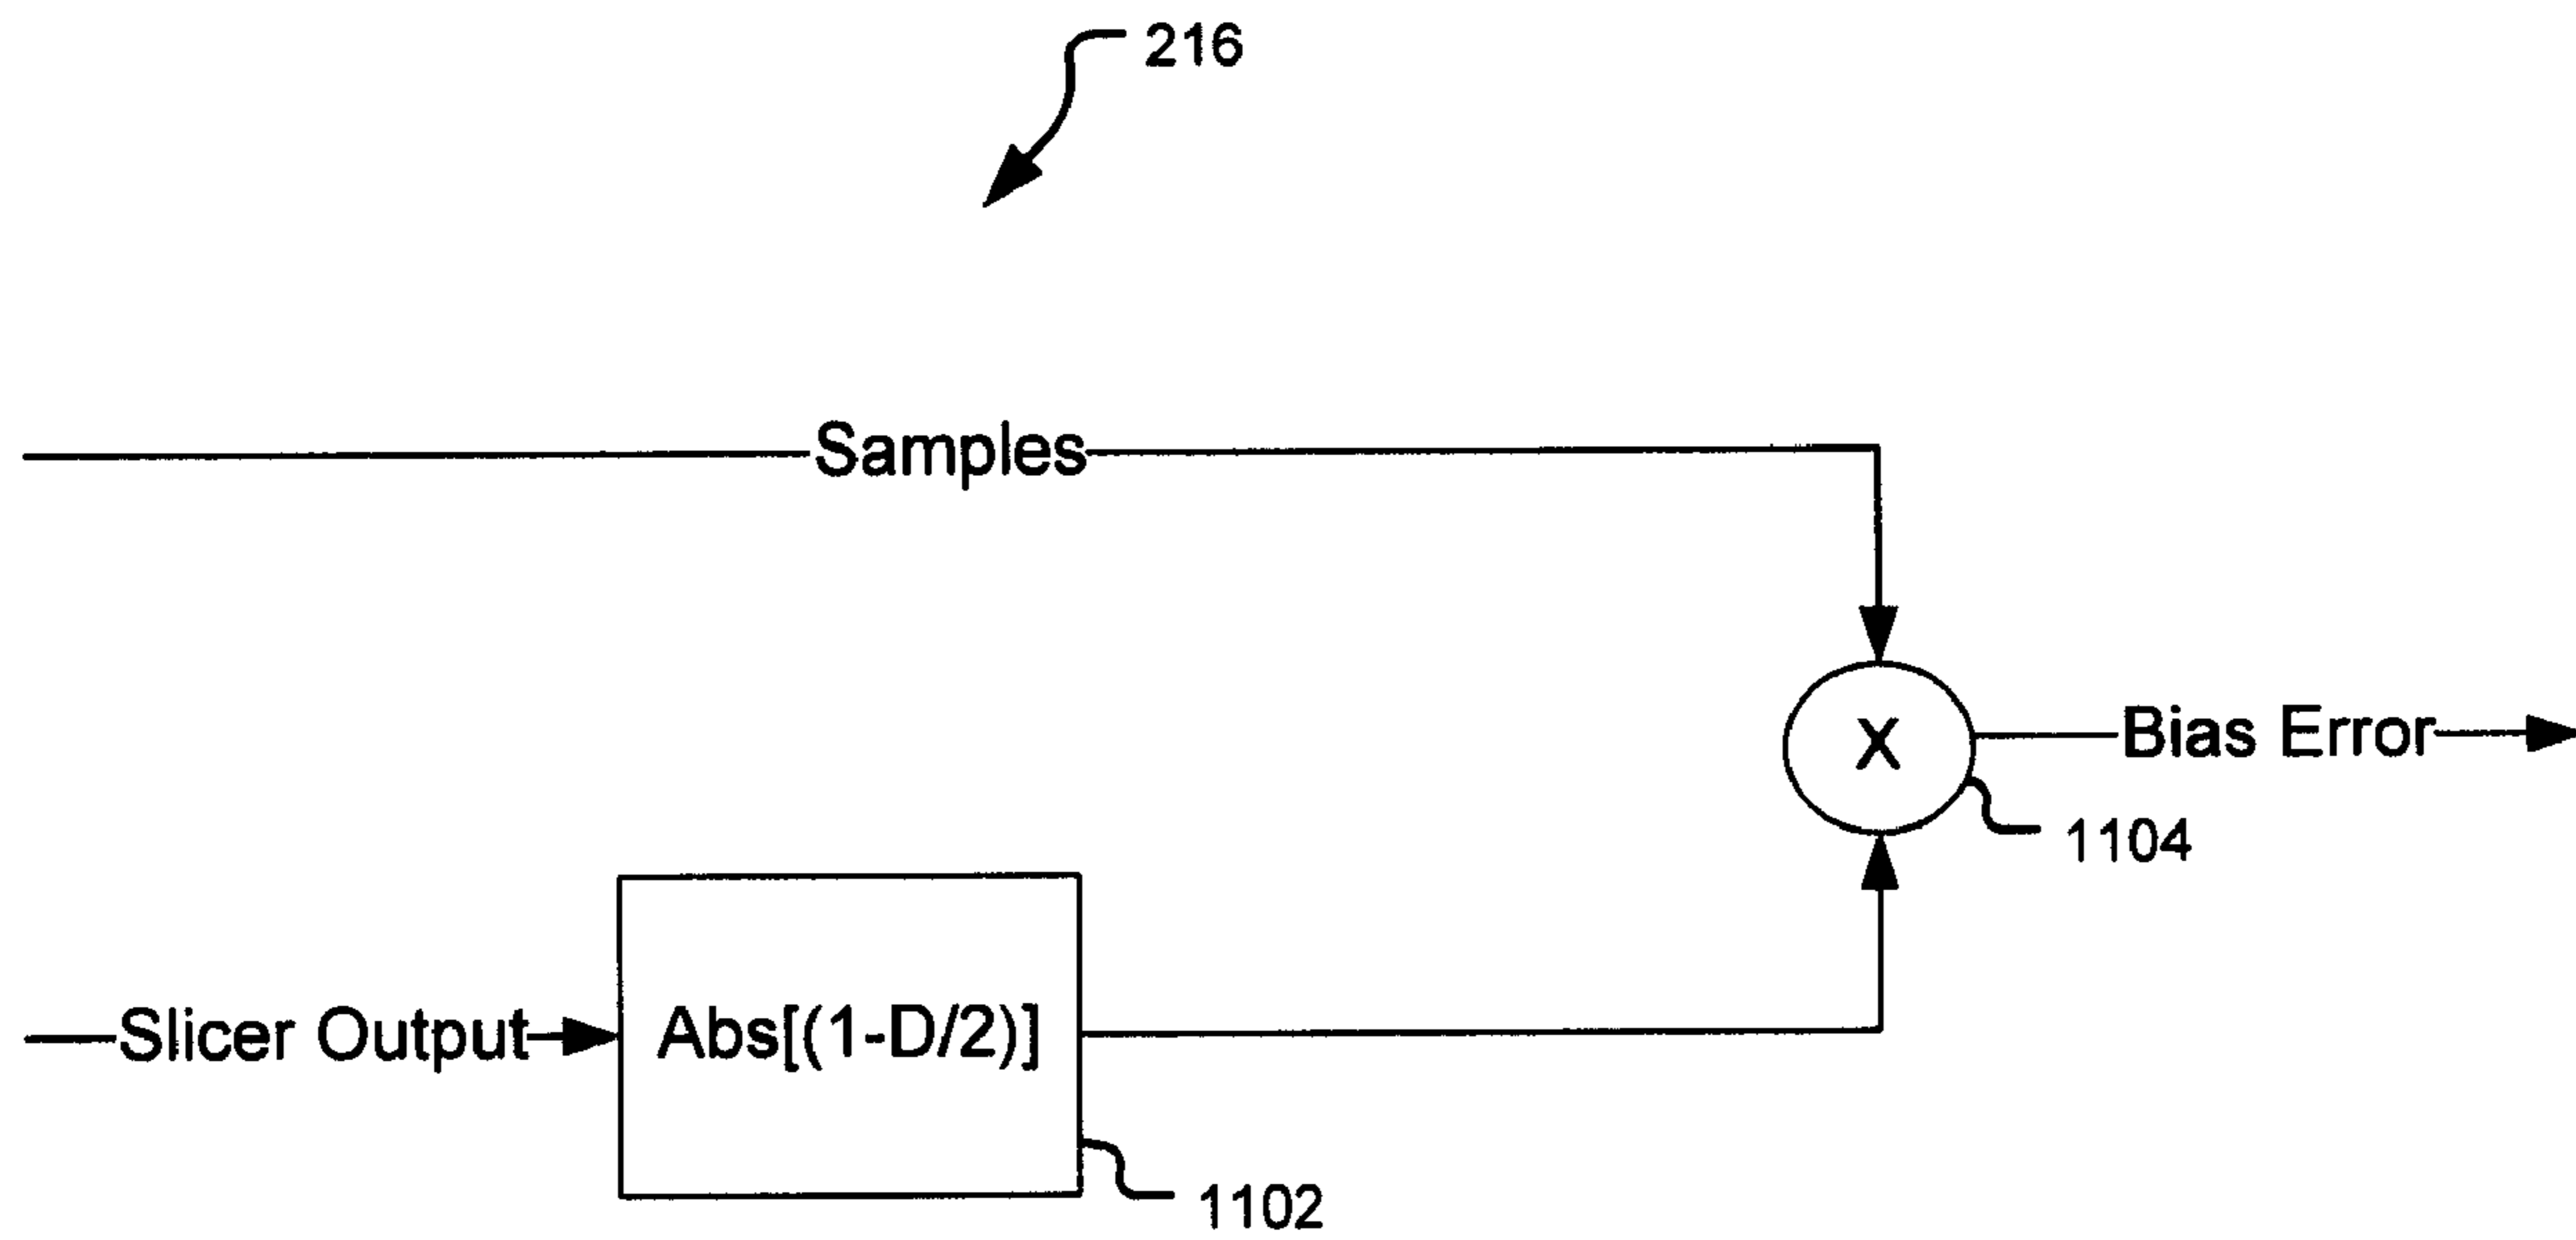 216
Samples
X
Bias Error
1104
Slicer Output
Abs[(1-D/2)]
1102